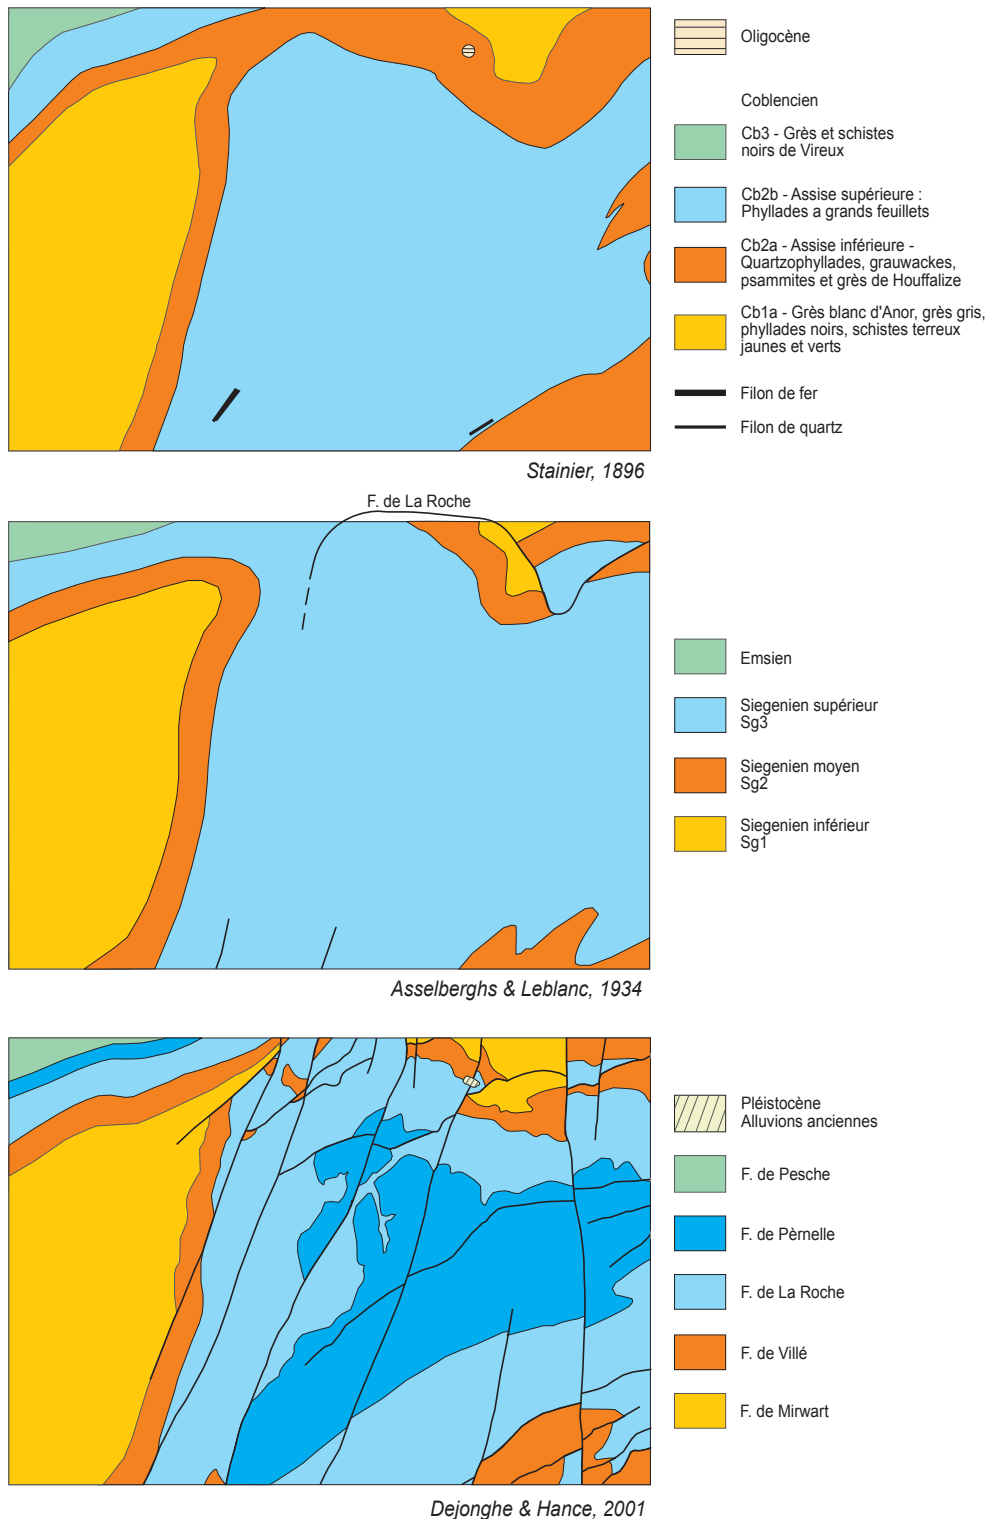 Oligocène
Coblencien
Cb3 - Grès et schistes
noirs de Vireux
Cb2b - Assise supérieure :
Phyllades a grands feuillets
Cb2a - Assise inférieure -
Quartzophyllades, grauwackes,
psammites et grès de Houffalize
Cb1a - Grès blanc d'Anor, grès gris,
phyllades noirs, schistes terreux
jaunes et verts
Filon de fer
Filon de quartz
Stainier, 1896
F. de La Roche
Emsien
Siegenien supérieur
Sg3
Siegenien moyen
Sg2
Siegenien inférieur
Sg1
Asselberghs & Leblanc, 1934
Pléistocène
Alluvions anciennes
F. de Pesche
F. de Pèrnelle
F. de La Roche
F. de Villé
F. de Mirwart
Dejonghe & Hance, 2001